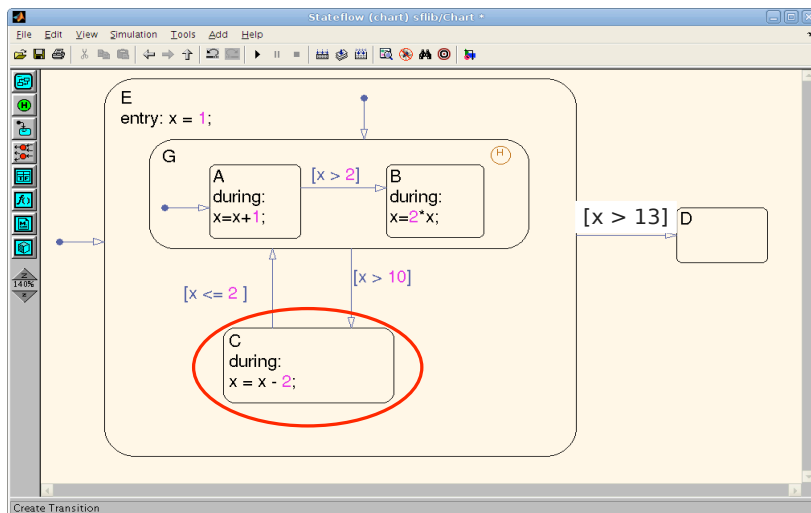 Stateflow (chart) sflib/Chart *
File Edit View Simulation Tools Add Help
E
entry: x = 1;
H
G
A
during:
x=x+1;
[x > 2]
B
during:
x=2*x;
[x > 13]
D
[x <= 2 ]
[x > 10]
C
during:
x = x - 2;
140%
Create Transition